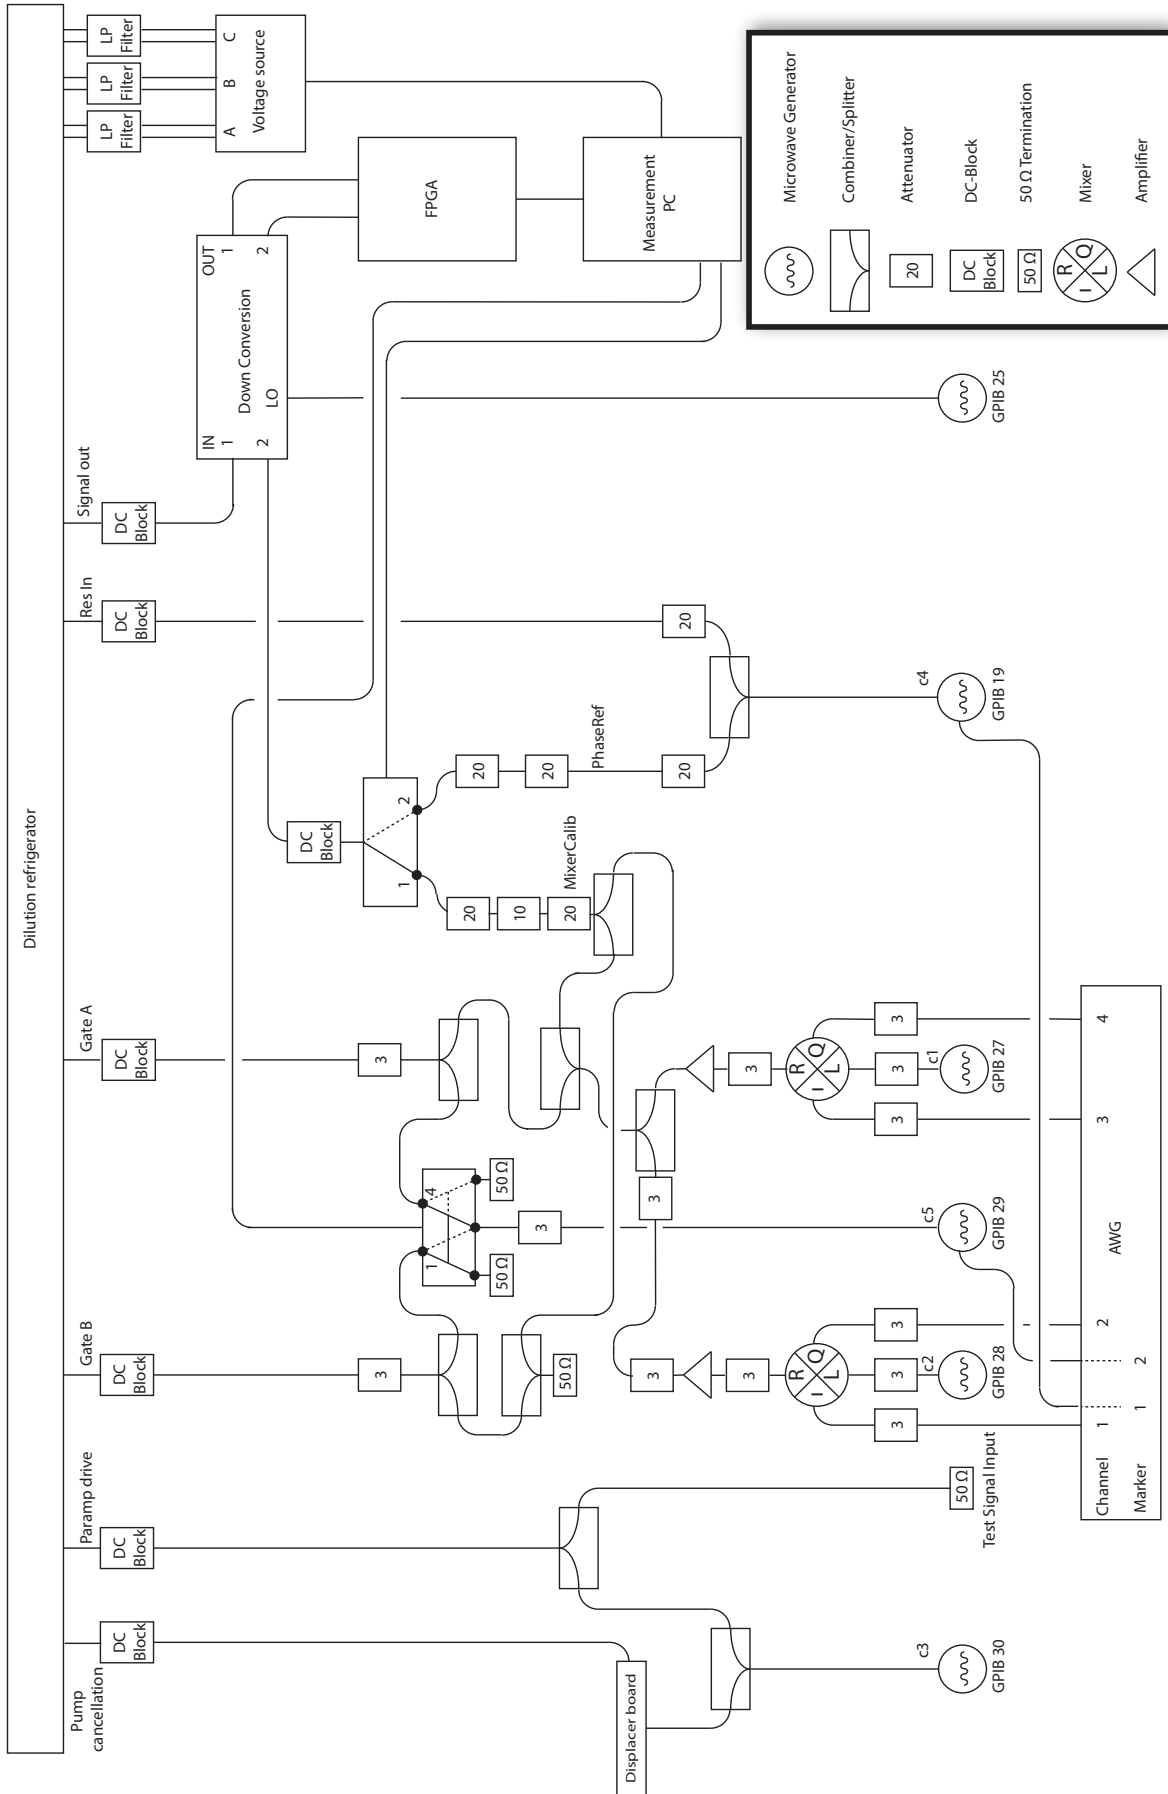 Dilution refrigerator
Pump
cancellation
Paramp drive
Gate B
Gate A
Res In
Signal out
DC
Block
DC
Block
DC
Block
DC
Block
DC
Block
DC
Block
LP
Filter
LP
Filter
LP
Filter
A
B
C
Voltage source
IN
OUT
1
1
2
2
Down Conversion
LO
DC
Block
FPGA
Measurement
PC
3
3
1
2
1
4
20
20
50 Ω
50 Ω
10
20
20
PhaseRef
3
MixerCalib
50 Ω
20
20
3
3
Displacer board
3
3
R
Q
I
L
R
Q
I
L
3
3
3
3
3
3
c3
c2
c5
c1
c4
GPIB 30
GPIB 28
GPIB 29
GPIB 27
GPIB 19
GPIB 25
50 Ω
Test Signal Input
Channel
1
2
3
4
AWG
Marker
1
2
Microwave Generator
Combiner/Splitter
20
Attenuator
DC
Block
DC-Block
50 Ω
50 Ω Termination
R
Q
I
L
Mixer
Amplifier